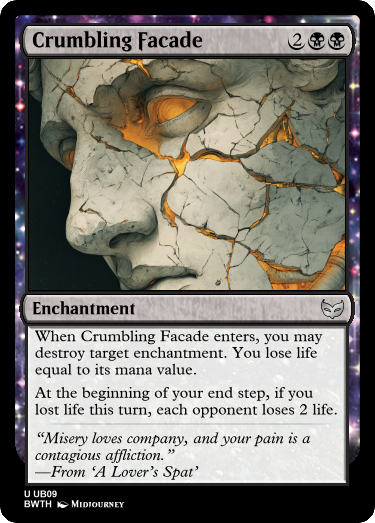 Crumbling Facade 2
Enchantment
When Crumbling Facade enters, you may
destroy target enchantment. You lose life
equal to its mana value.
At the beginning of your end step, if you
lost life this turn, each opponent loses 2 life.
“Misery loves company, and your pain is a
contagious affliction.”
—From ‘A Lover’s Spat’
U UB09
BWTH Midjourney